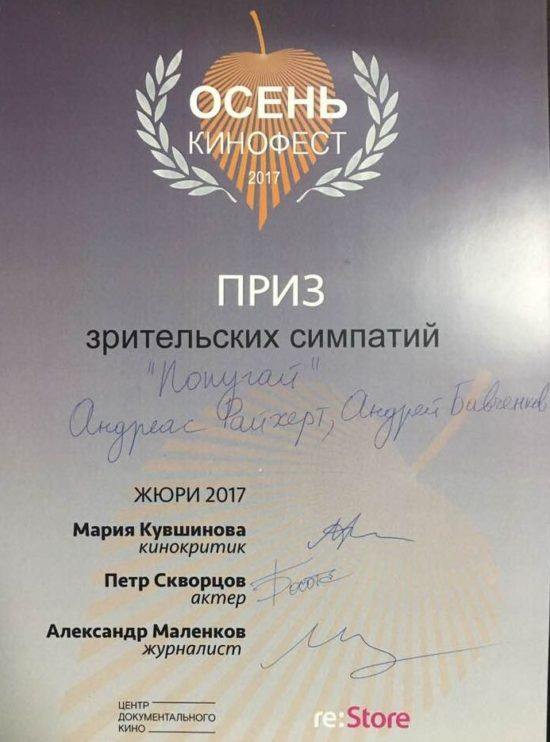 ОСЕНЬ
КИНОФЕСТ
2017
ПРИЗ
зрительских симпатий
"Попугай"
Андреас Райхерт, Андрей Бивченков
ЖЮРИ 2017
Мария Кувшинова
кинокритик
Петр Скворцов
актер
Александр Маленков
журналист
ЦЕНТР
ДОКУМЕНТАЛЬНОГО
КИНО
re:Store